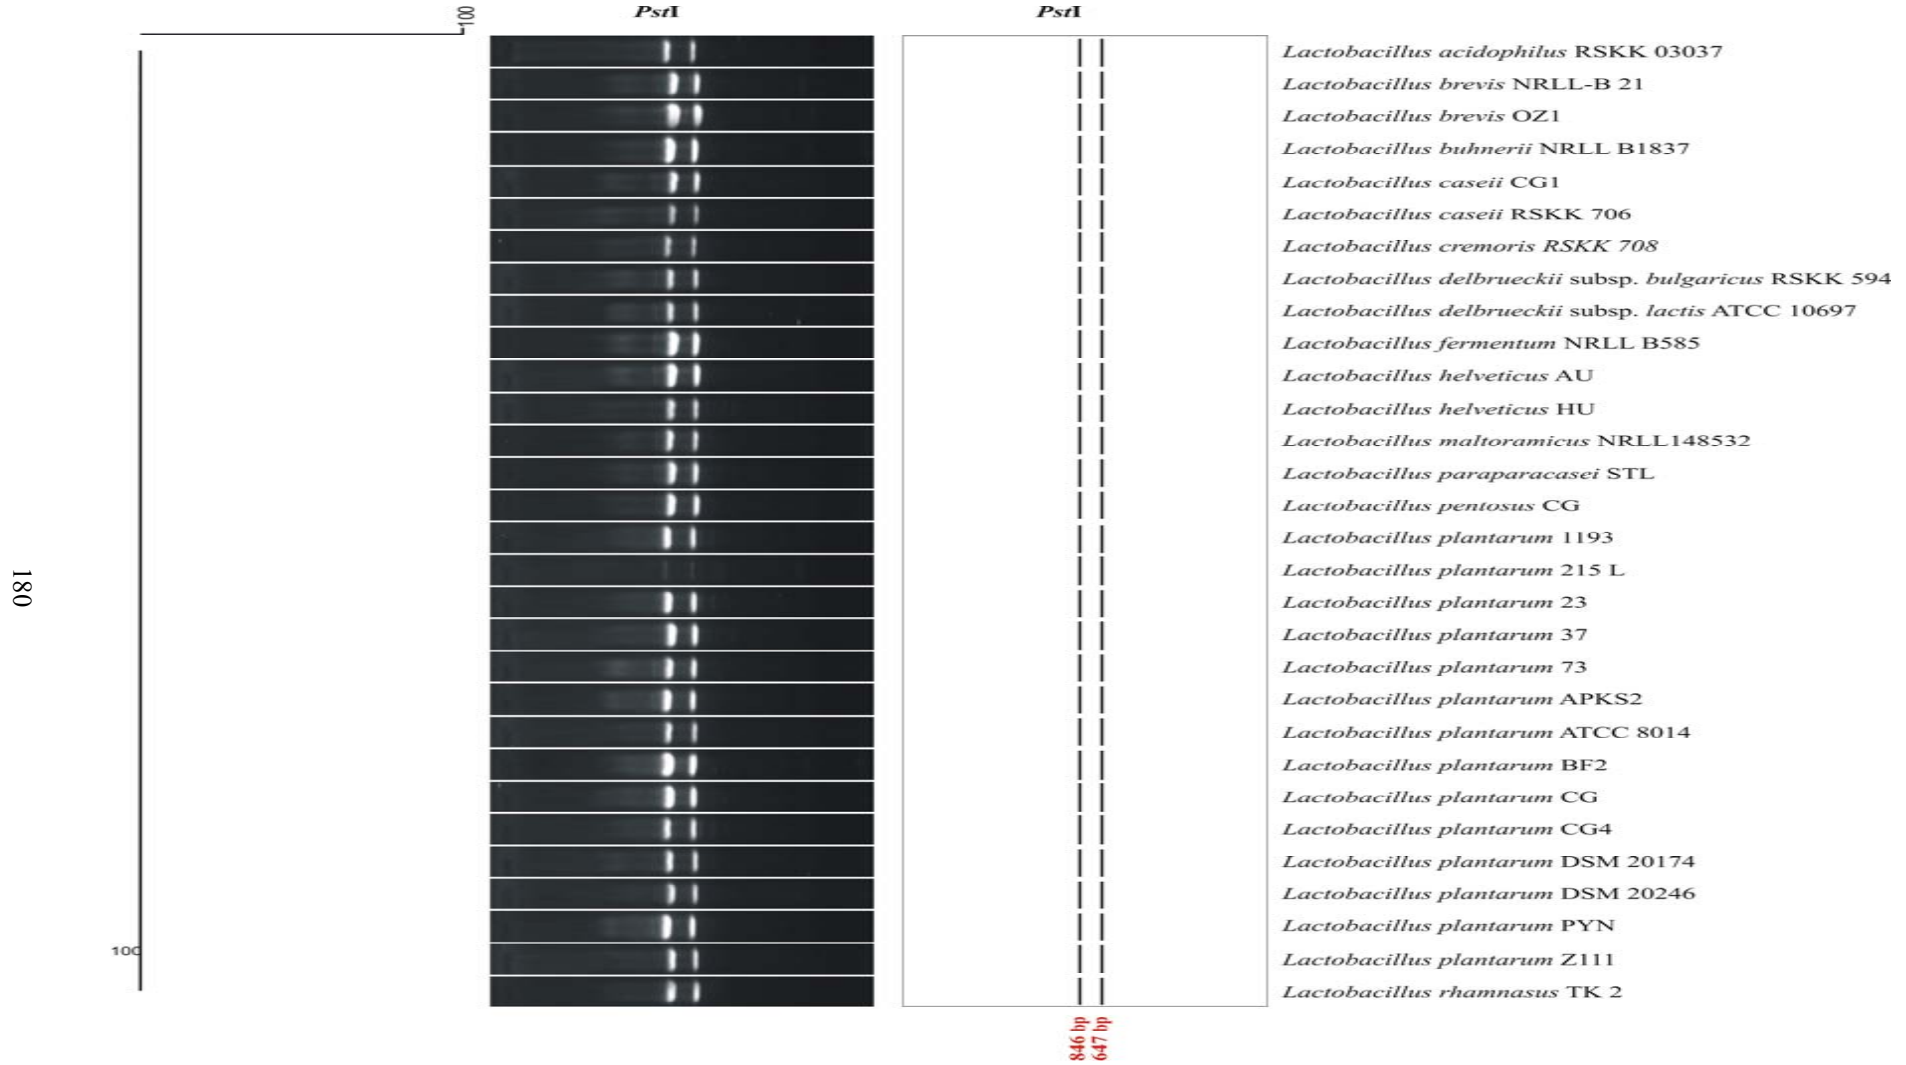 100
PstI
PstI
Lactobacillus acidophilus RSKK 03037
Lactobacillus brevis NRLL-B 21
Lactobacillus brevis OZ1
Lactobacillus buhnerii NRLL B1837
Lactobacillus caseii CG1
Lactobacillus caseii RSKK 706
Lactobacillus cremoris RSKK 708
Lactobacillus delbrueckii subsp. bulgaricus RSKK 594
Lactobacillus delbrueckii subsp. lactis ATCC 10697
Lactobacillus fermentum NRLL B585
Lactobacillus helveticus AU
Lactobacillus helveticus HU
Lactobacillus maltoramicus NRLL148532
Lactobacillus paraparacasei STL
Lactobacillus pentosus CG
Lactobacillus plantarum 1193
Lactobacillus plantarum 215 L
Lactobacillus plantarum 23
Lactobacillus plantarum 37
Lactobacillus plantarum 73
Lactobacillus plantarum APKS2
Lactobacillus plantarum ATCC 8014
Lactobacillus plantarum BF2
Lactobacillus plantarum CG
Lactobacillus plantarum CG4
Lactobacillus plantarum DSM 20174
Lactobacillus plantarum DSM 20246
Lactobacillus plantarum PYN
Lactobacillus plantarum Z111
Lactobacillus rhamnasus TK 2
100
846 bp
647 bp
180